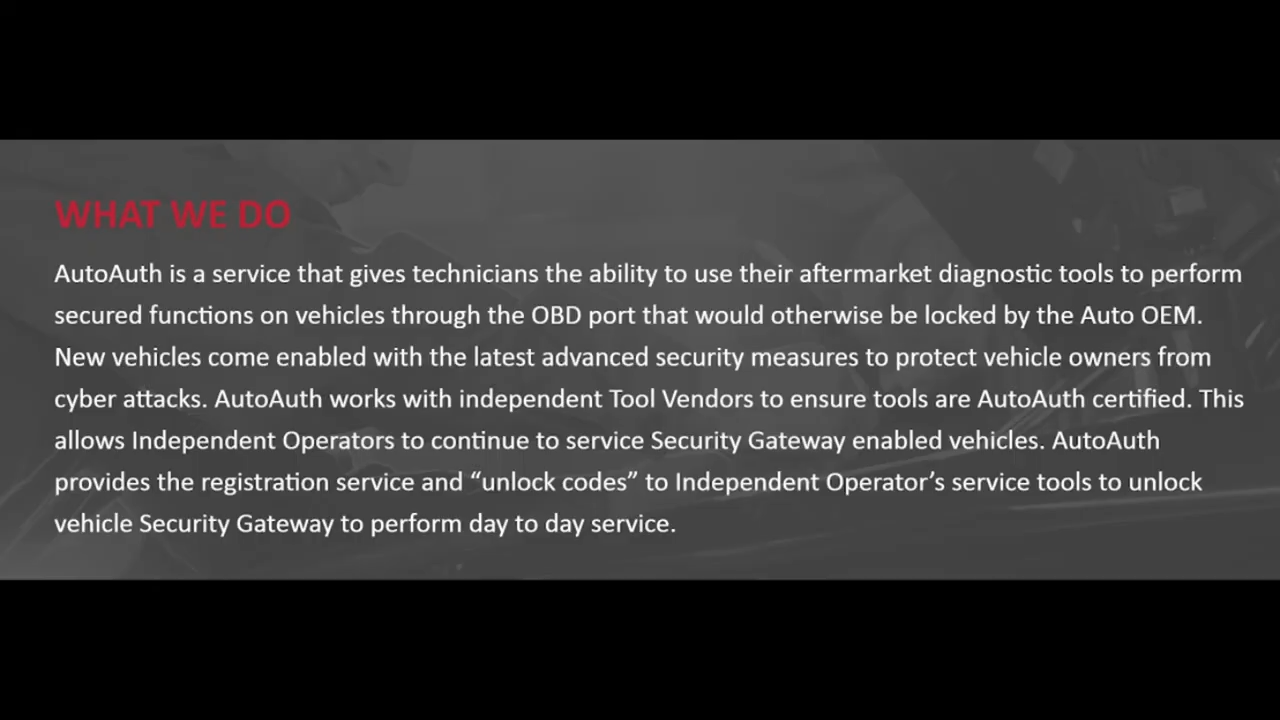 WHAT WE DO
AutoAuth is a service that gives technicians the ability to use their aftermarket diagnostic tools to perform
secured functions on vehicles through the OBD port that would otherwise be locked by the Auto OEM.
New vehicles come enabled with the latest advanced security measures to protect vehicle owners from
cyber attacks. AutoAuth works with independent Tool Vendors to ensure tools are AutoAuth certified. This
allows Independent Operators to continue to service Security Gateway enabled vehicles. AutoAuth
provides the registration service and “unlock codes” to Independent Operator’s service tools to unlock
vehicle Security Gateway to perform day to day service.